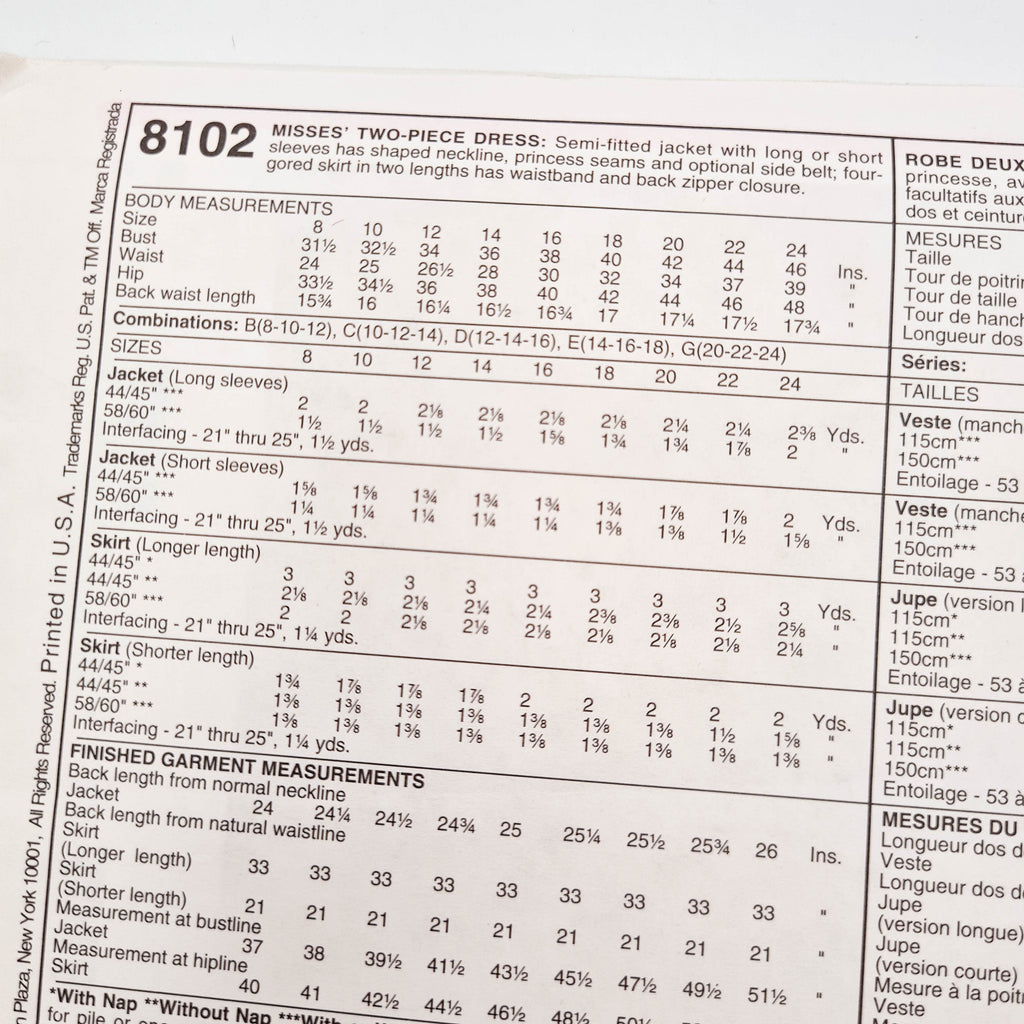 8102 MISSES' TWO-PIECE DRESS: Semi-fitted jacket with long or short
sleeves has shaped neckline, princess seams and optional side belt; four-
gored skirt in two lengths has waistband and back zipper closure.
BODY MEASUREMENTS
Size 8 10 12 14 16 18 20 22 24
Bust 31½ 32½ 34 36 38 40 42 44 46 Ins.
Waist 24 25 26½ 28 30 32 34 37 39 "
Hip 33½ 34½ 36 38 40 42 44 46 48 "
Back waist length 15¾ 16 16¼ 16½ 16¾ 17 17¼ 17½ 17¾ "
Combinations: B(8-10-12), C(10-12-14), D(12-14-16), E(14-16-18), G(20-22-24)
SIZES 8 10 12 14 16 18 20 22 24
Jacket (Long sleeves)
44/45" *** 2 2 2⅛ 2⅛ 2⅛ 2⅛ 2¼ 2¼ 2⅜ Yds.
58/60" *** 1½ 1½ 1½ 1½ 1⅝ 1¾ 1¾ 1⅞ 2 "
Interfacing - 21" thru 25", 1½ yds.
Jacket (Short sleeves)
44/45" *** 1⅝ 1⅝ 1¾ 1¾ 1¾ 1¾ 1⅞ 1⅞ 2 Yds.
58/60" *** 1¼ 1¼ 1¼ 1¼ 1¼ 1⅜ 1⅜ 1½ 1⅝ "
Interfacing - 21" thru 25", 1½ yds.
Skirt (Longer length)
44/45" * 3 3 3 3 3 3 3 3 3 Yds.
44/45" ** 2⅛ 2⅛ 2⅛ 2¼ 2¼ 2⅜ 2⅜ 2½ 2⅝ "
58/60" *** 2 2 2⅛ 2⅛ 2⅛ 2⅛ 2⅛ 2⅛ 2¼ "
Interfacing - 21" thru 25", 1¼ yds.
Skirt (Shorter length)
44/45" * 1¾ 1⅞ 1⅞ 1⅞ 2 2 2 2 2 Yds.
44/45" ** 1⅜ 1⅜ 1⅜ 1⅜ 1⅜ 1⅜ 1⅜ 1½ 1⅝ "
58/60" *** 1⅜ 1⅜ 1⅜ 1⅜ 1⅜ 1⅜ 1⅜ 1⅜ 1⅜ "
Interfacing - 21" thru 25", 1¼ yds.
FINISHED GARMENT MEASUREMENTS
Back length from normal neckline
Jacket 24 24¼ 24½ 24¾ 25 25¼ 25½ 25¾ 26 Ins.
Back length from natural waistline
Skirt
(Longer length) 33 33 33 33 33 33 33 33 33 "
Skirt
(Shorter length) 21 21 21 21 21 21 21 21 21 "
Measurement at bustline
Jacket 37 38 39½ 41½ 43½ 45½ 47½ 49½ 51½ "
Measurement at hipline
Skirt 40 41 42½ 44½ 46½ 48½
*With Nap **Without Nap
for pile or
ROBE DEUX
princesse,
facultatifs aux
dos et
MESURES
Taille
Tour de
Tour de taille
Tour de
Longueur dos
Séries:
TAILLES
Veste
115cm***
150cm***
Entoilage - 53
Veste
115cm***
150cm***
Entoilage - 53 à
Jupe (version
115cm*
115cm**
150cm***
Entoilage - 53 à
Jupe (version
115cm*
115cm**
150cm***
Entoilage - 53 à
MESURES DU
Longueur dos
Veste
Longueur dos
Jupe
(version longue)
Jupe
(version courte)
Mesure à la
Veste
Plaza, New York 10001, All Rights Reserved. Printed in U.S.A. Trademarks Reg. U.S. Pat. & TM Off. Marca Registrada